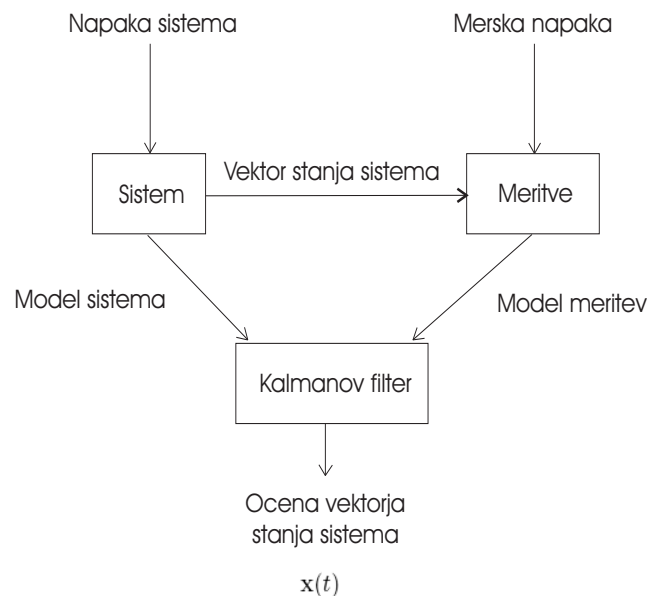 Napaka sistema
Merska napaka
Vektor stanja sistema
Sistem
Meritve
Model sistema
Model meritev
Kalmanov filter
Ocena vektorja
stanja sistema
x(t)